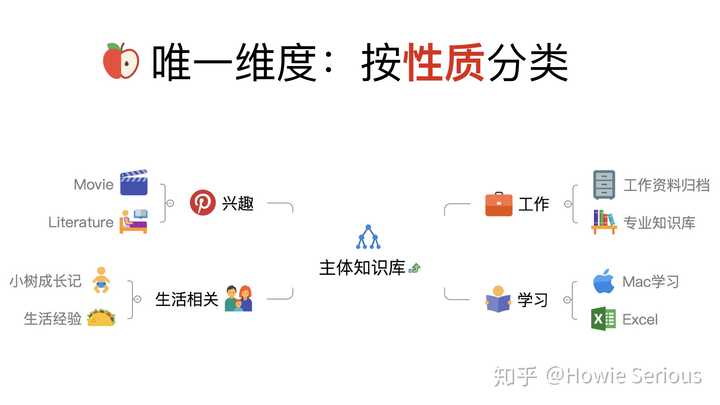 唯一维度：按性质分类
Movie
Literature
兴趣
小树成长记
生活经验
生活相关
主体知识库
工作
工作资料归档
专业知识库
学习
Mac学习
Excel
知乎 @Howie Serious